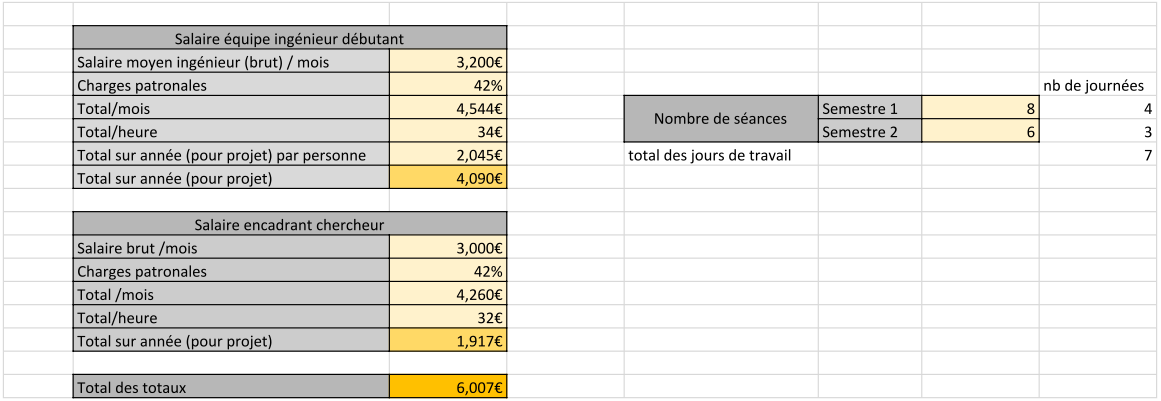 Salaire équipe ingénieur débutant
Salaire moyen ingénieur (brut) / mois 3,200€
Charges patronales 42%
Total/mois 4,544€
Total/heure 34€
Total sur année (pour projet) par personne 2,045€
Total sur année (pour projet) 4,090€
Salaire encadrant chercheur
Salaire brut /mois 3,000€
Charges patronales 42%
Total /mois 4,260€
Total/heure 32€
Total sur année (pour projet) 1,917€
Total des totaux 6,007€
nb de journées
Nombre de séances
Semestre 1 8 4
Semestre 2 6 3
total des jours de travail 7